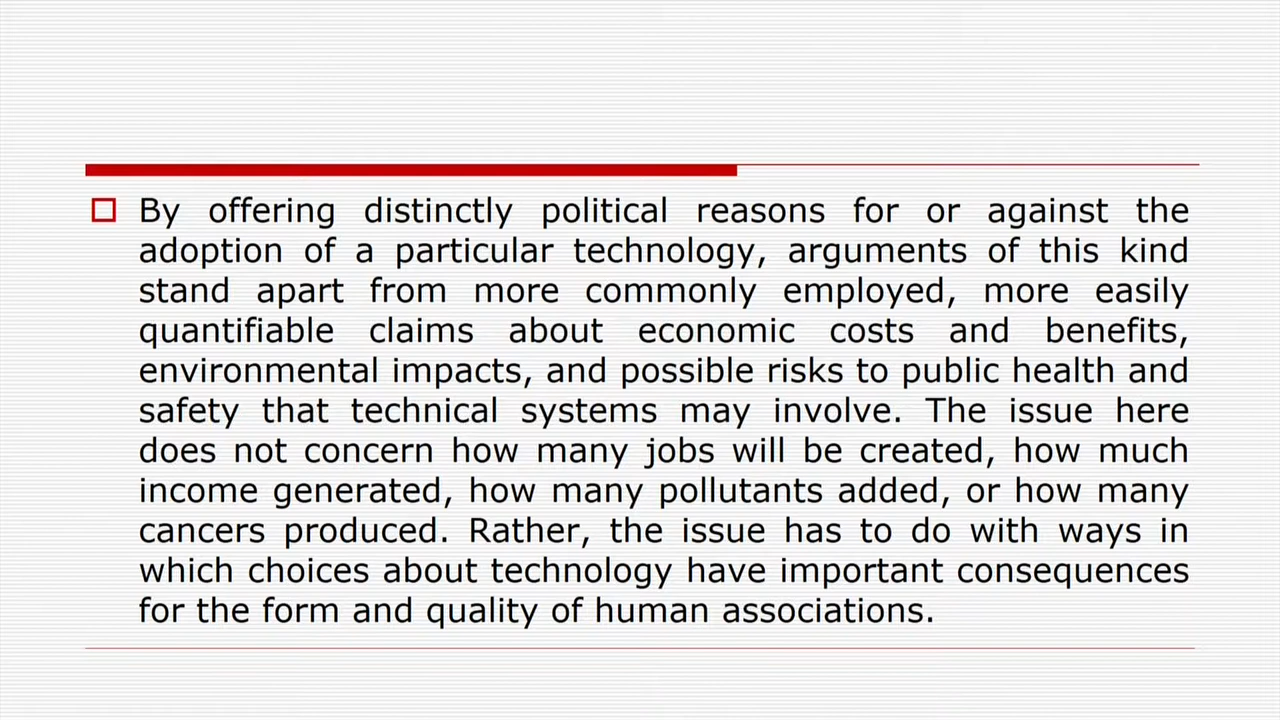 By offering distinctly political reasons for or against the
adoption of a particular technology, arguments of this kind
stand apart from more commonly employed, more easily
quantifiable claims about economic costs and benefits,
environmental impacts, and possible risks to public health and
safety that technical systems may involve. The issue here
does not concern how many jobs will be created, how much
income generated, how many pollutants added, or how many
cancers produced. Rather, the issue has to do with ways in
which choices about technology have important consequences
for the form and quality of human associations.